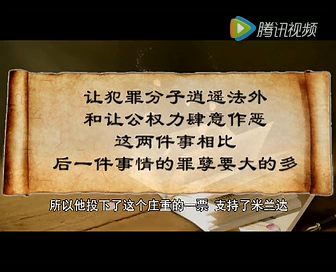 腾讯视频
让犯罪分子逍遥法外
和让公权力肆意作恶
这两件事相比
后一件事情的罪孽要大的多
所以他投下了这个庄重的一票 支持了米兰达